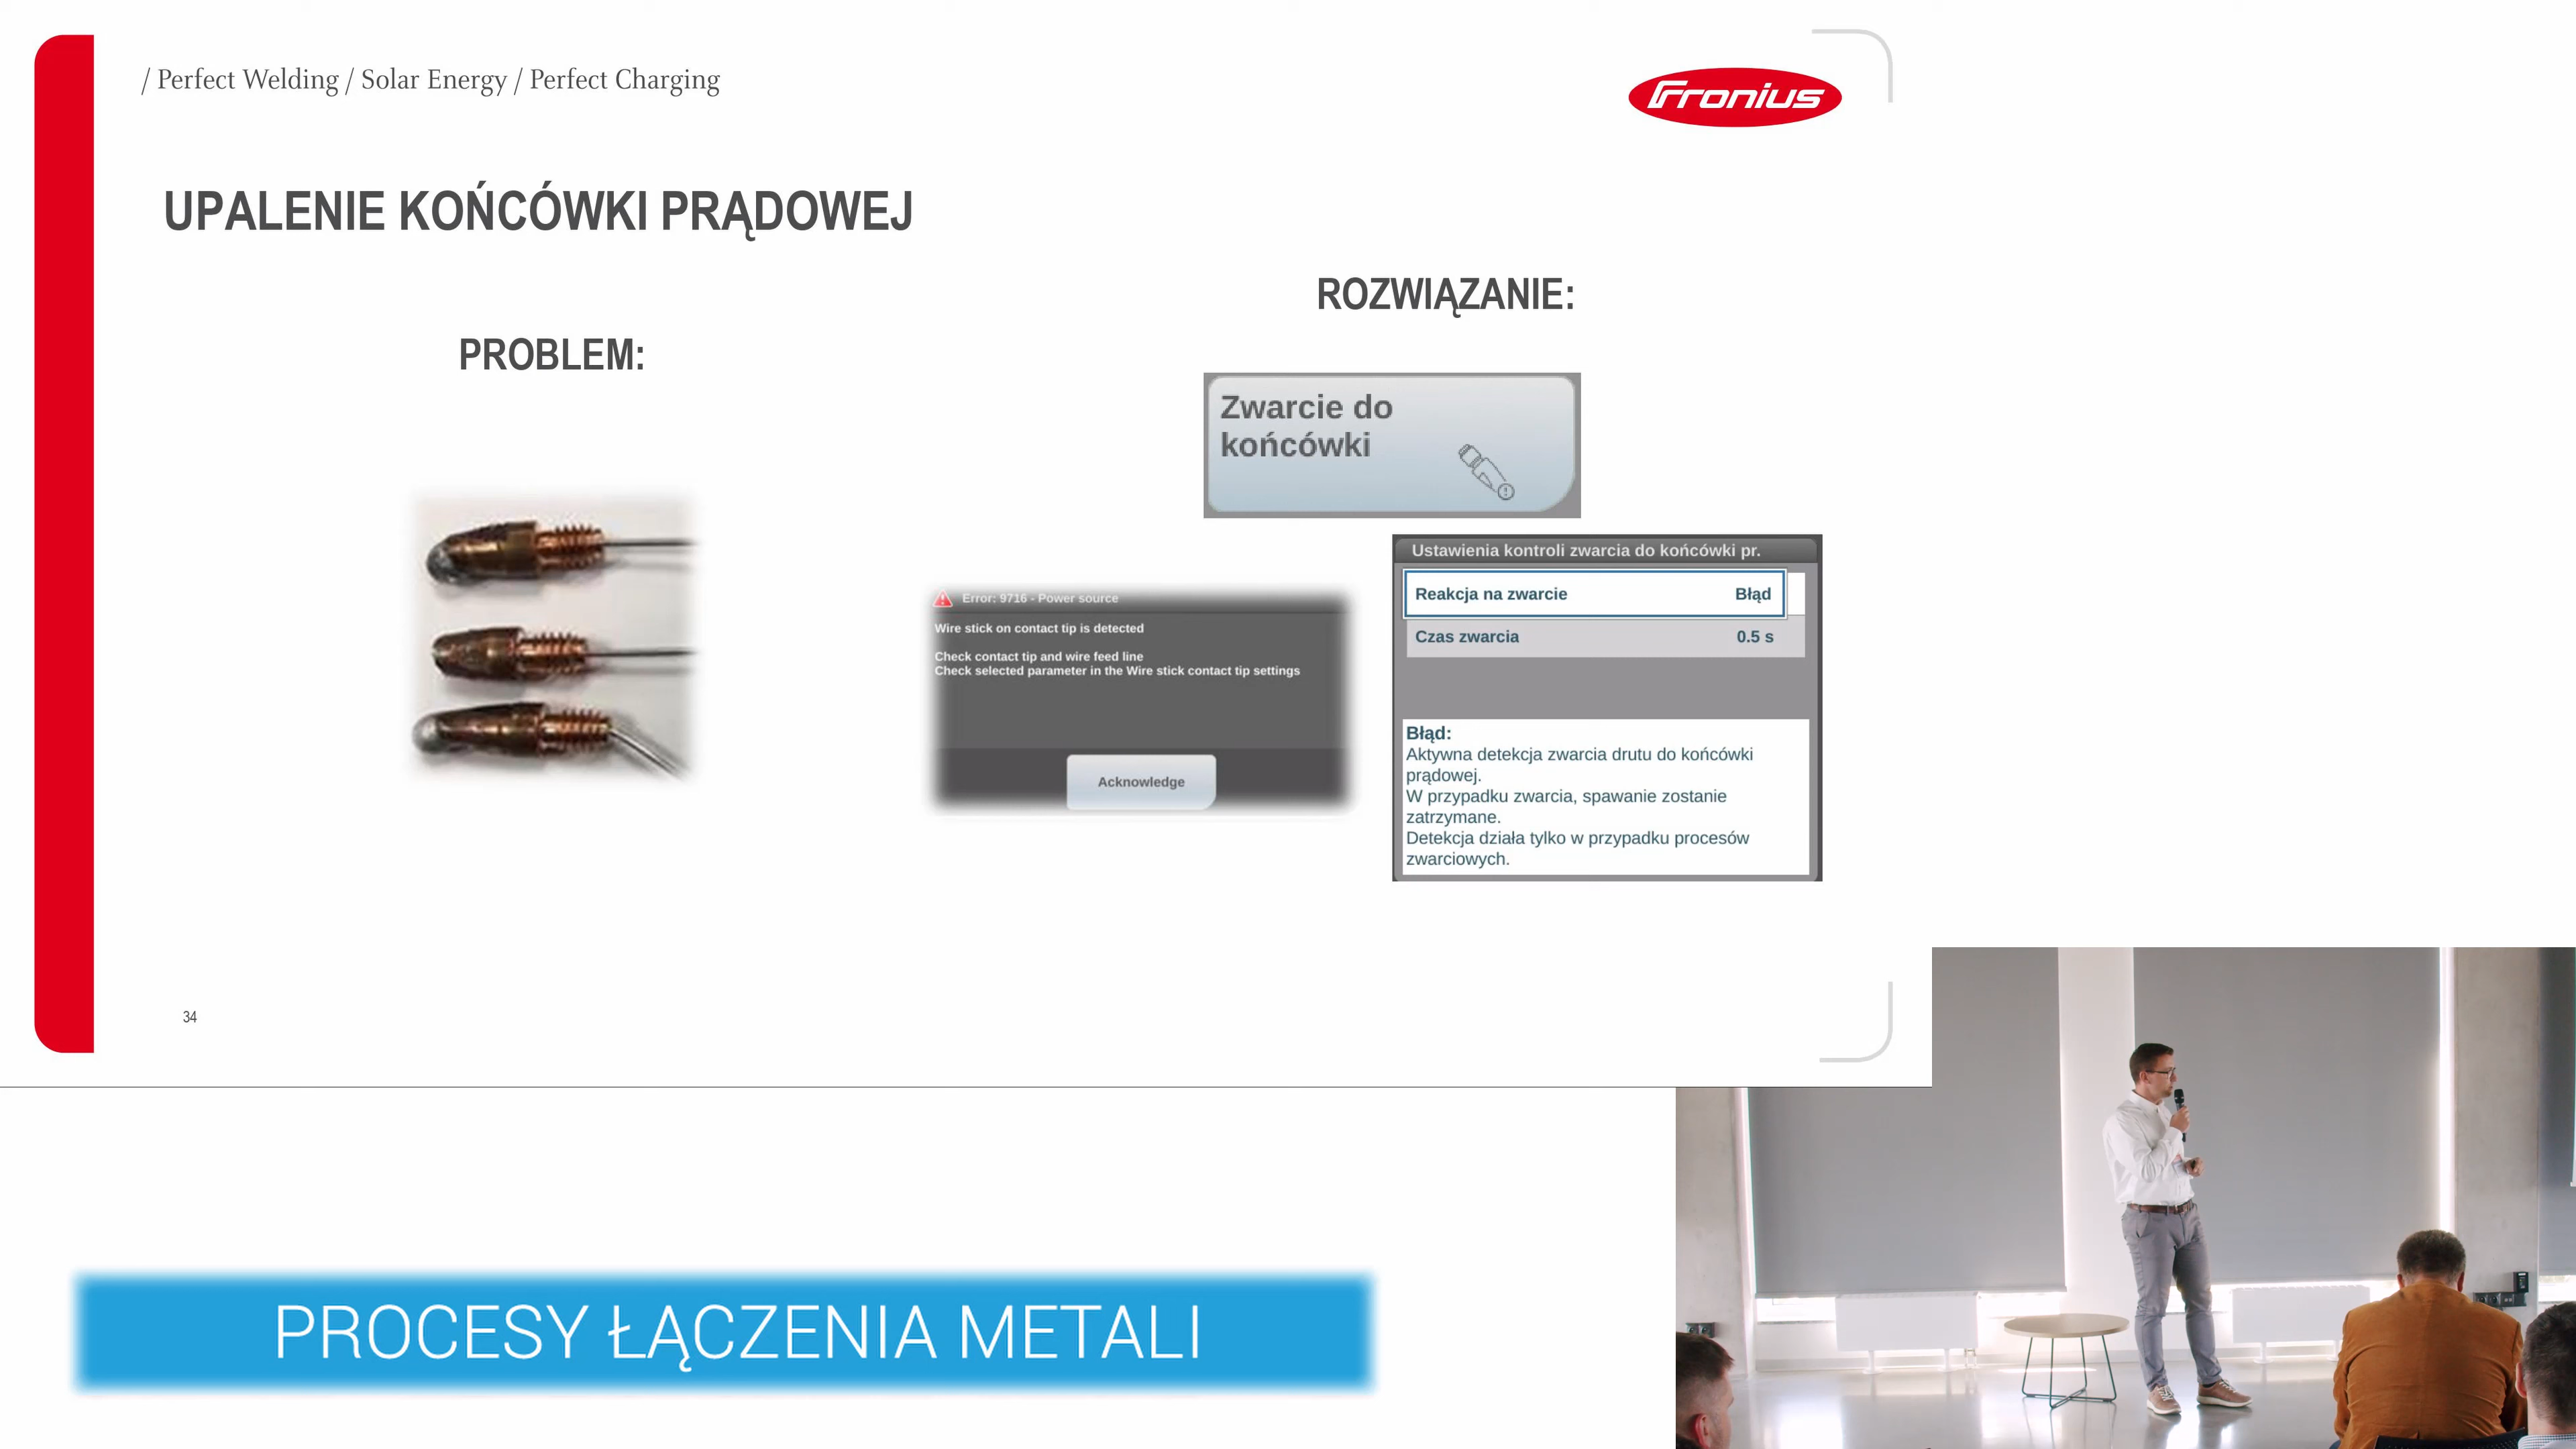 / Perfect Welding / Solar Energy / Perfect Charging
Fronius
UPALENIE KOŃCÓWKI PRĄDOWEJ
PROBLEM:
ROZWIĄZANIE:
Zwarcie do
końcówki
Error: 9716 - Power source
Wire stick on contact tip is detected
Check contact tip and wire feed line
Check selected parameter in the Wire stick contact tip settings
Acknowledge
Ustawienia kontroli zwarcia do końcówki pr.
Reakcja na zwarcie Błąd
Czas zwarcia 0.5 s
Błąd:
Aktywna detekcja zwarcia drutu do końcówki
prądowej.
W przypadku zwarcia, spawanie zostanie
zatrzymane.
Detekcja działa tylko w przypadku procesów
zwarciowych.
34
PROCESY ŁĄCZENIA METALI